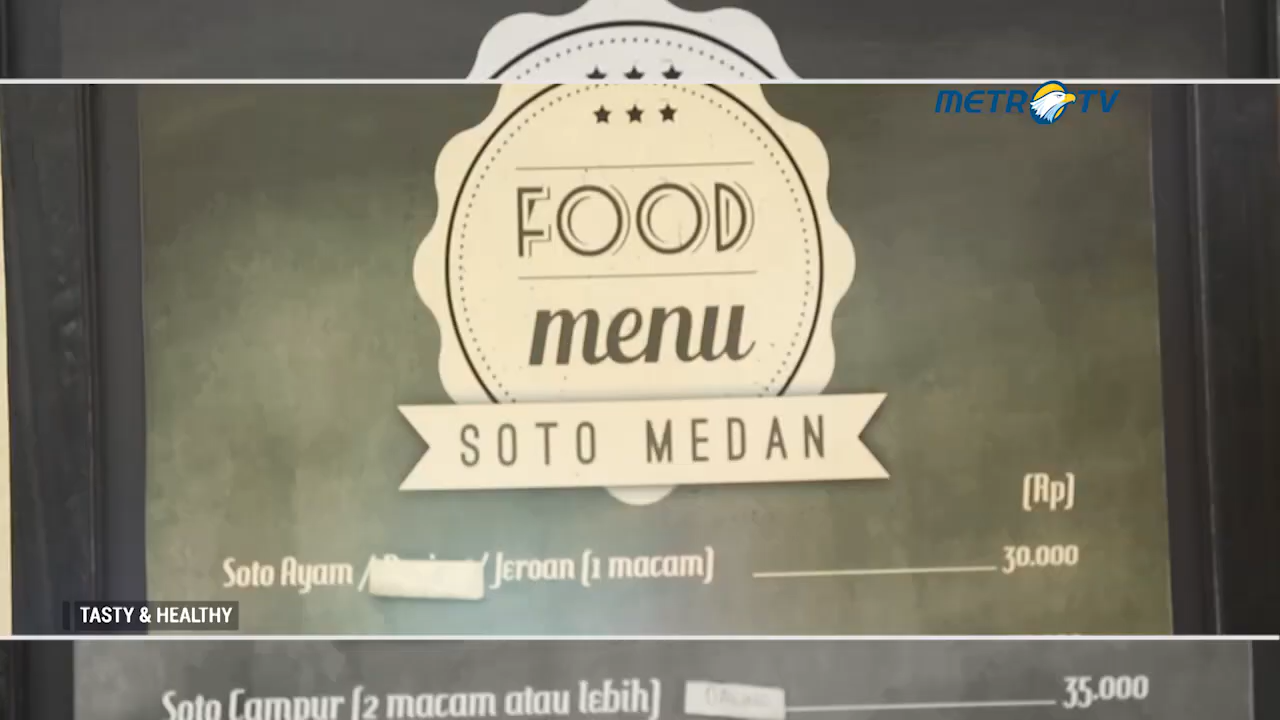 METRO TV
FOOD
menu
SOTO MEDAN
(Rp)
Soto Ayam / / Jeroan (1 macam) 30.000
TASTY & HEALTHY
Soto Campur (2 macam atau lebih) 35.000